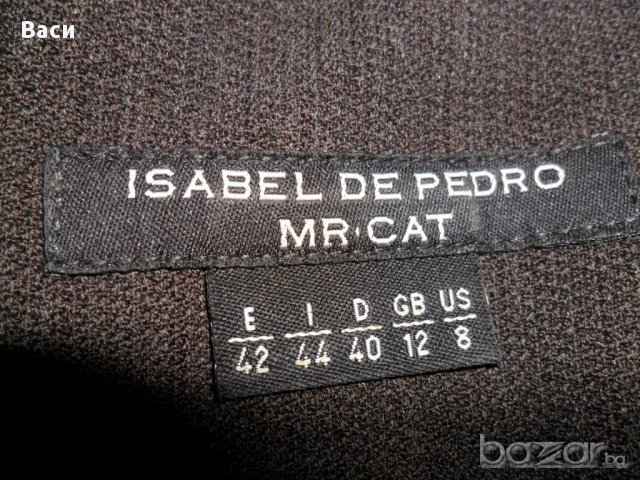 Васи
ISABEL DE PEDRO
MR·CAT
E I D GB US
42 44 40 12 8
bazar.bg